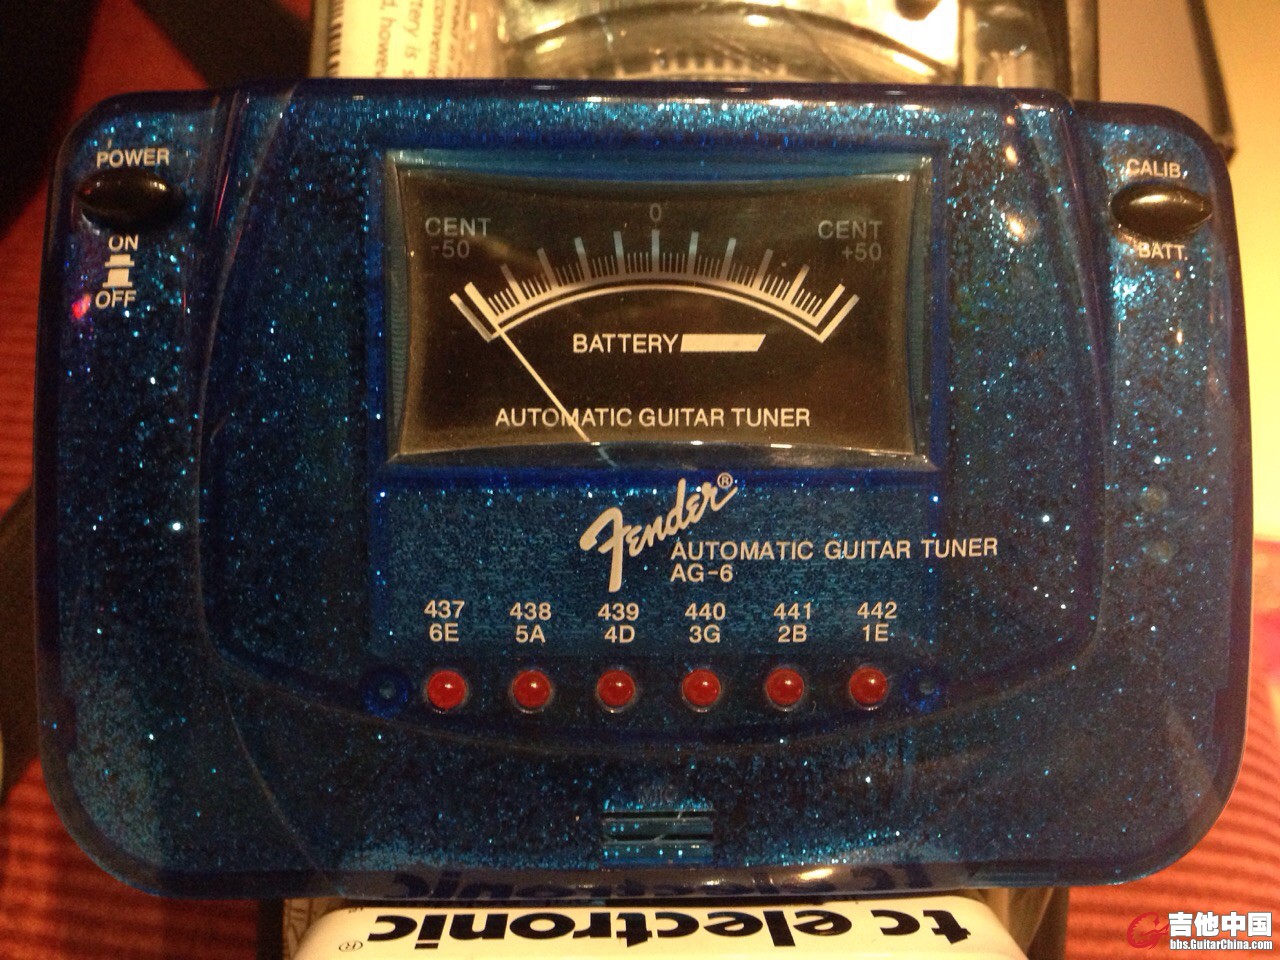 POWER
ON
OFF
CALIB.
BATT.
CENT
-50
0
CENT
+50
BATTERY
AUTOMATIC GUITAR TUNER
Fender®
AUTOMATIC GUITAR TUNER
AG-6
437 438 439 440 441 442
6E 5A 4D 3G 2B 1E
MIC
tc electronic®
吉他中国
bbs.GuitarChina.com